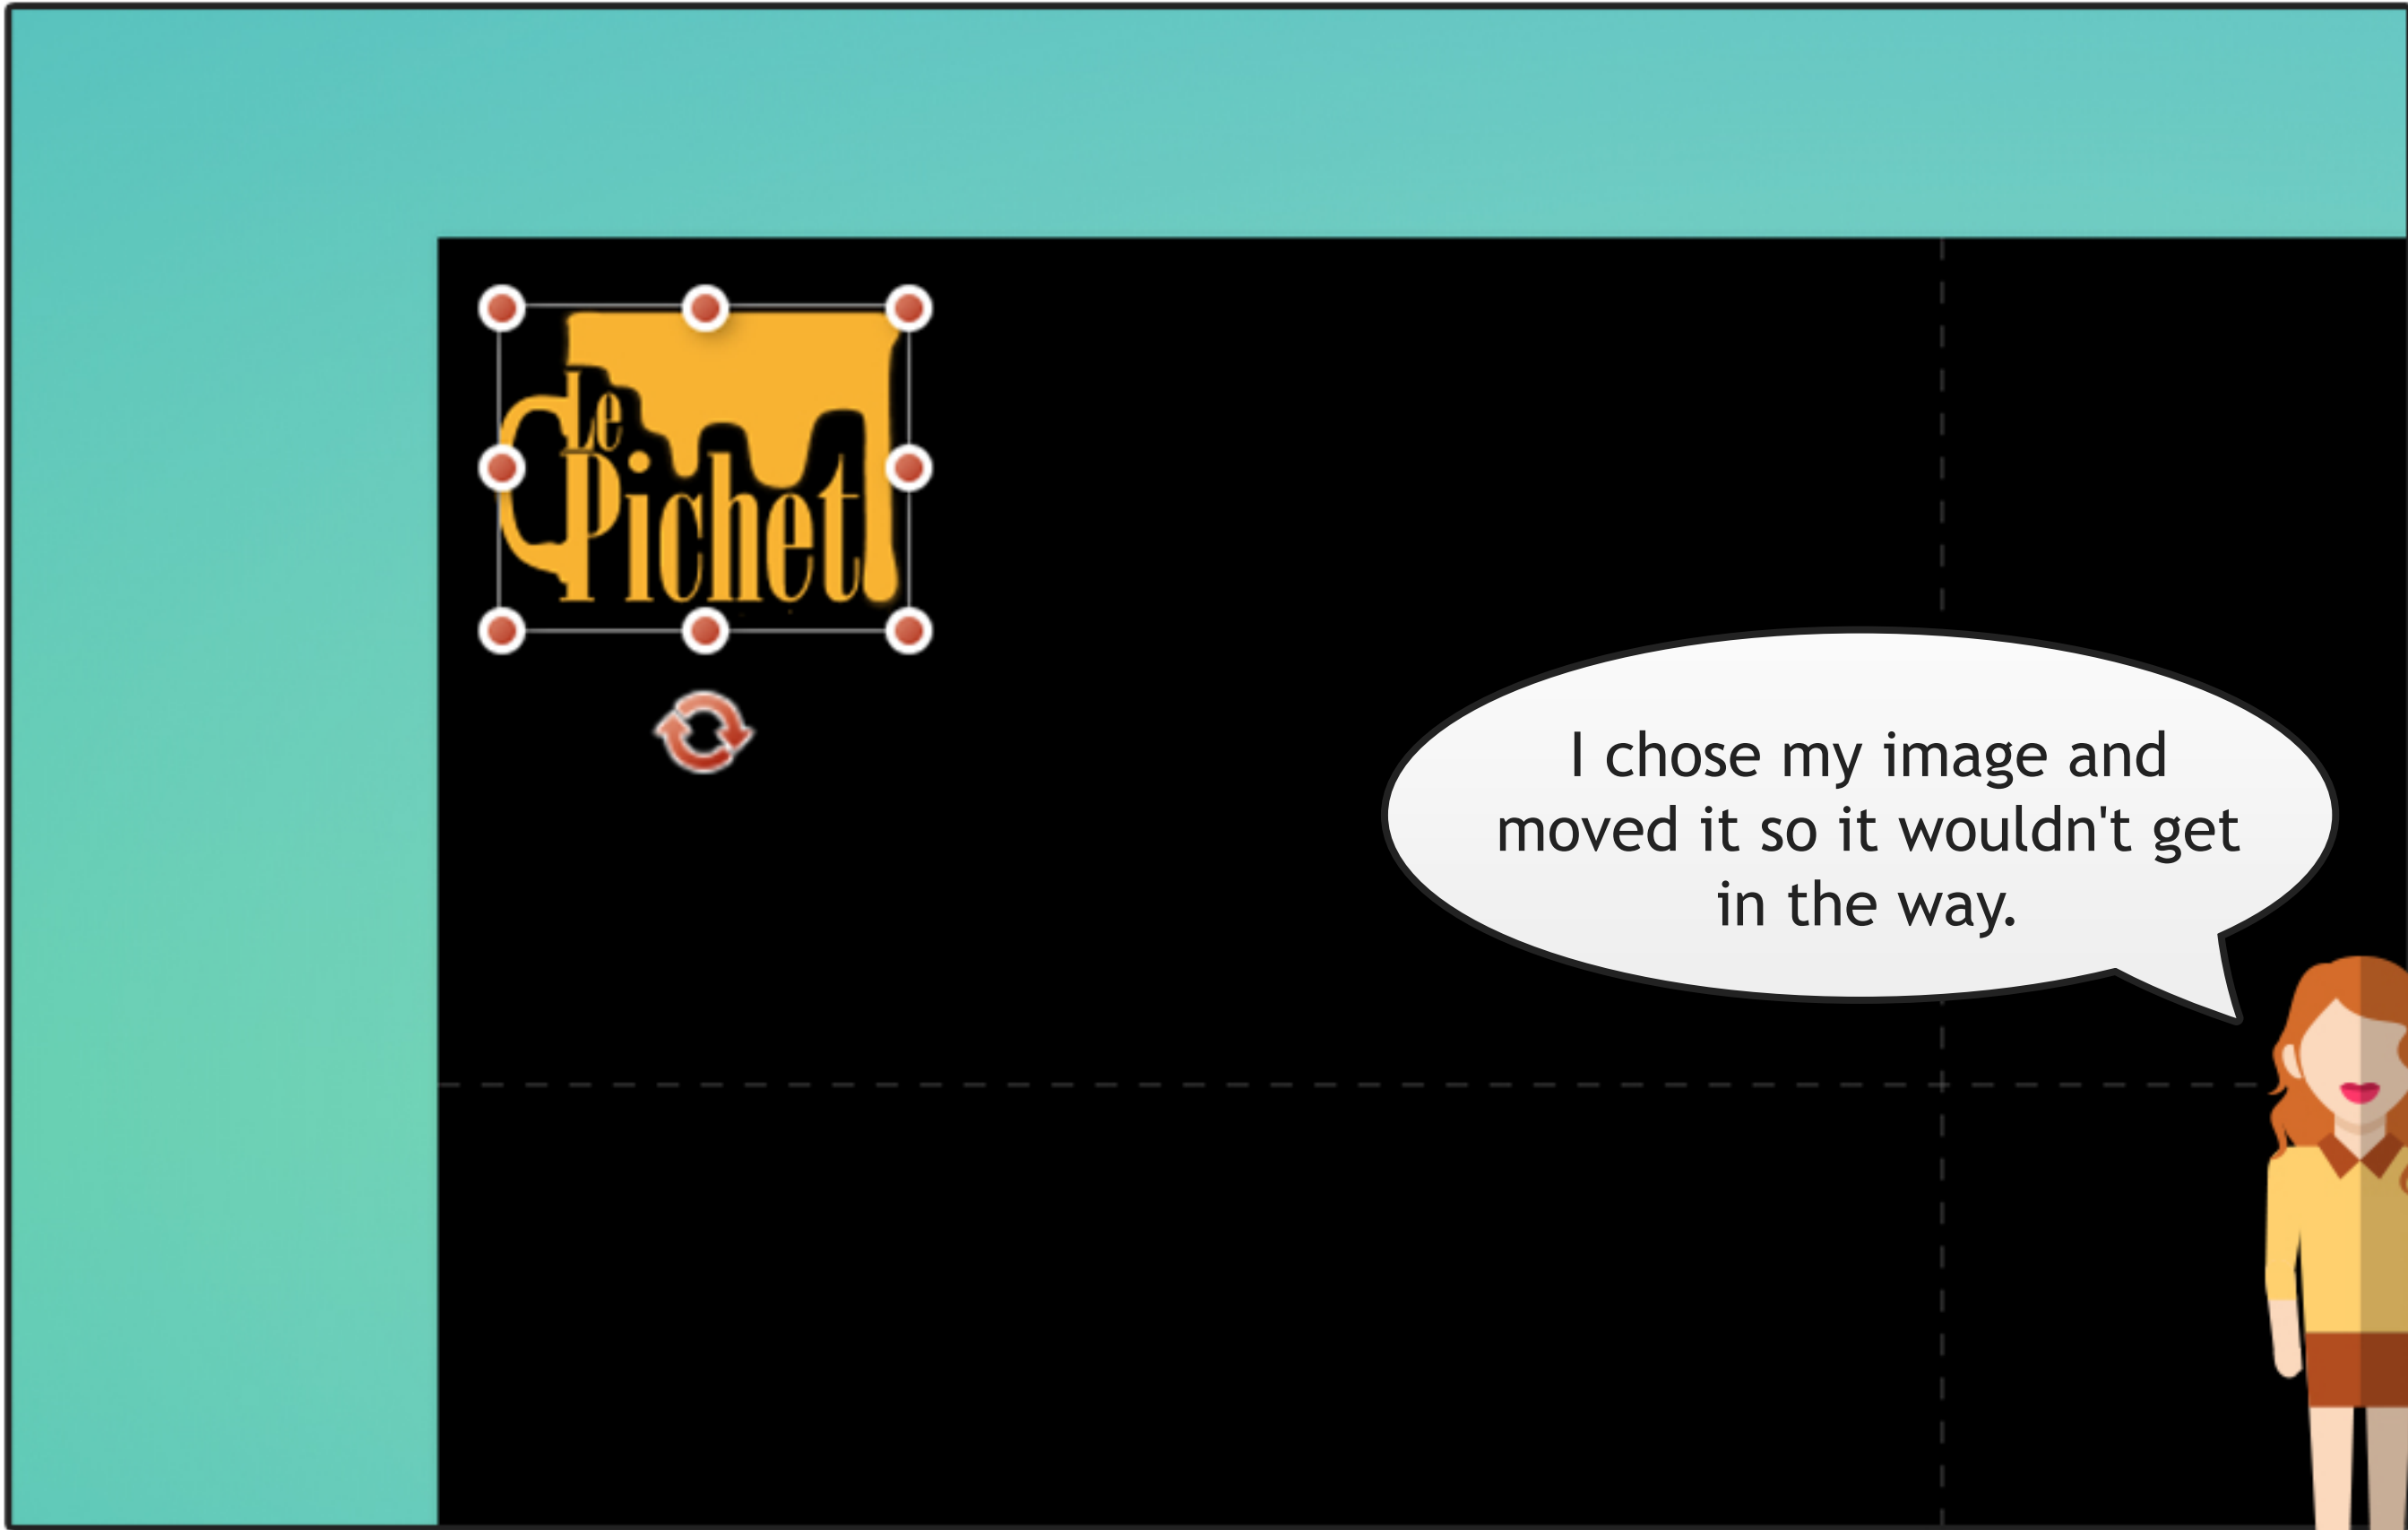 Le
Pichet
I chose my image and
moved it so it wouldn't get
in the way.